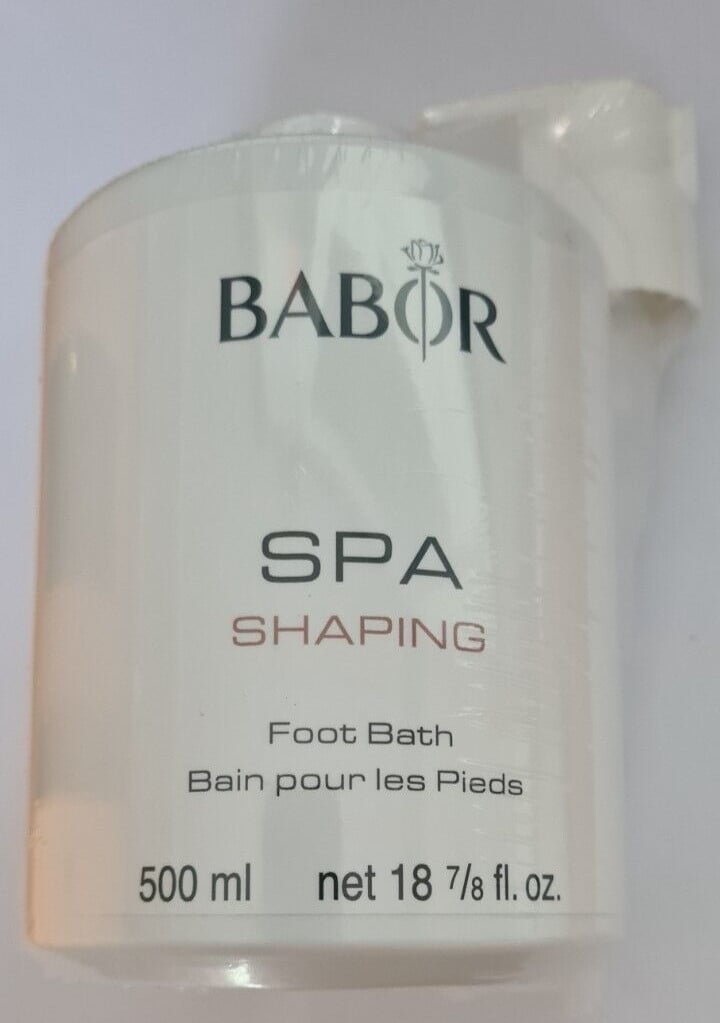 BABOR
SPA
SHAPING
Foot Bath
Bain pour les Pieds
500 ml net 18 7/8 fl. oz.